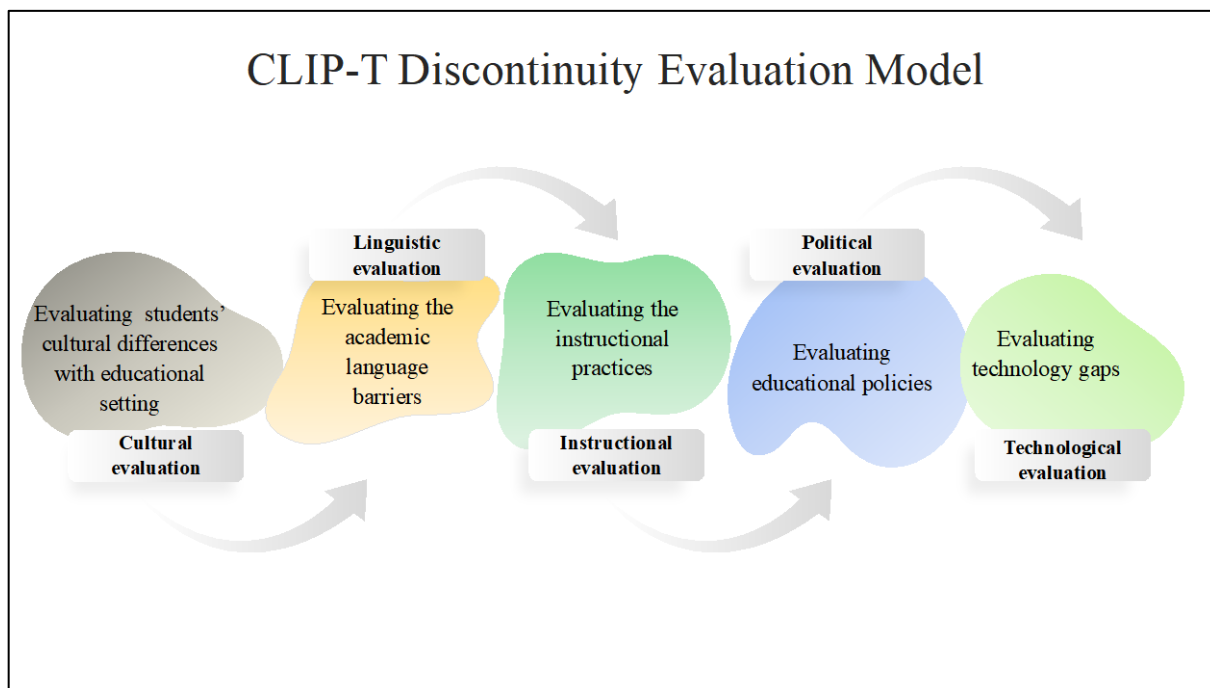 CLIP-T Discontinuity Evaluation Model
Evaluating students’
cultural differences
with educational
setting
Cultural
evaluation
Linguistic
evaluation
Evaluating the
academic
language
barriers
Evaluating the
instructional
practices
Instructional
evaluation
Political
evaluation
Evaluating
educational policies
Evaluating
technology gaps
Technological
evaluation